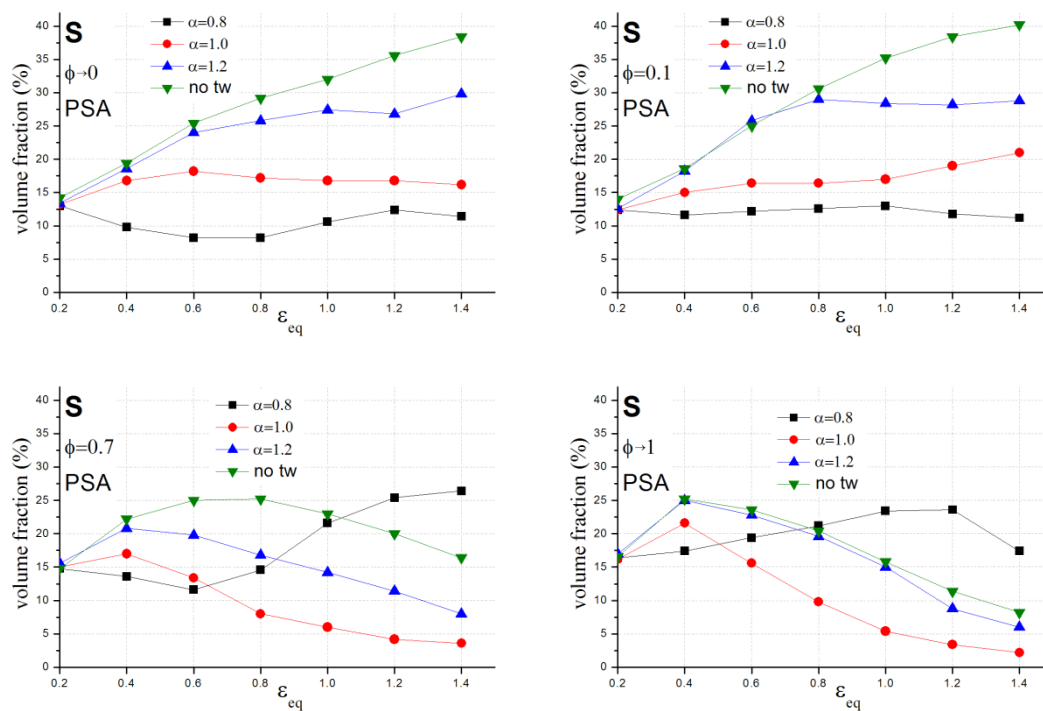 S
ϕ→0
PSA
α=0.8
α=1.0
α=1.2
no tw
volume fraction (%)
40
35
30
25
20
15
10
5
0
0.2 0.4 0.6 0.8 1.0 1.2 1.4
εeq
S
ϕ=0.1
PSA
α=0.8
α=1.0
α=1.2
no tw
volume fraction (%)
40
35
30
25
20
15
10
5
0
0.2 0.4 0.6 0.8 1.0 1.2 1.4
εeq
S
ϕ=0.7
PSA
α=0.8
α=1.0
α=1.2
no tw
volume fraction (%)
40
35
30
25
20
15
10
5
0
0.2 0.4 0.6 0.8 1.0 1.2 1.4
εeq
S
ϕ→1
PSA
α=0.8
α=1.0
α=1.2
no tw
volume fraction (%)
40
35
30
25
20
15
10
5
0
0.2 0.4 0.6 0.8 1.0 1.2 1.4
εeq